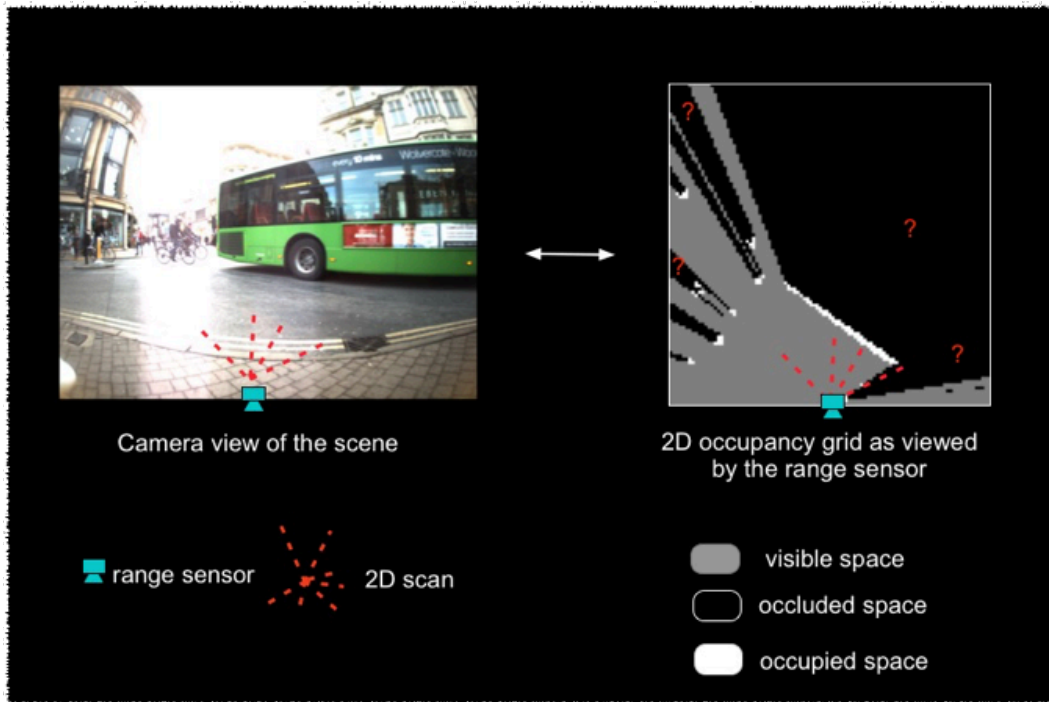 every 10 mins
Wolvercote
Camera view of the scene
?
?
?
?
2D occupancy grid as viewed
by the range sensor
range sensor
2D scan
visible space
occluded space
occupied space